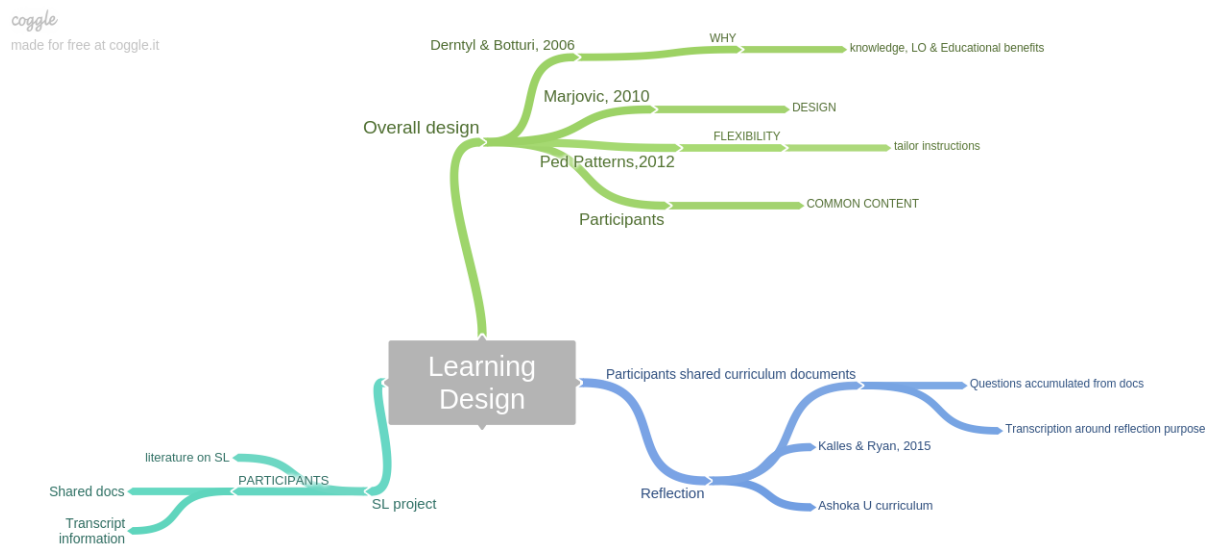 coggle
made for free at coggle.it
Derntyl & Botturi, 2006
WHY
knowledge, LO & Educational benefits
Marjovic, 2010
DESIGN
Overall design
FLEXIBILITY
tailor instructions
Ped Patterns,2012
COMMON CONTENT
Participants
Learning
Design
Participants shared curriculum documents
Questions accumulated from docs
Transcription around reflection purpose
Kalles & Ryan, 2015
Reflection
Ashoka U curriculum
literature on SL
PARTICIPANTS
Shared docs
SL project
Transcript
information